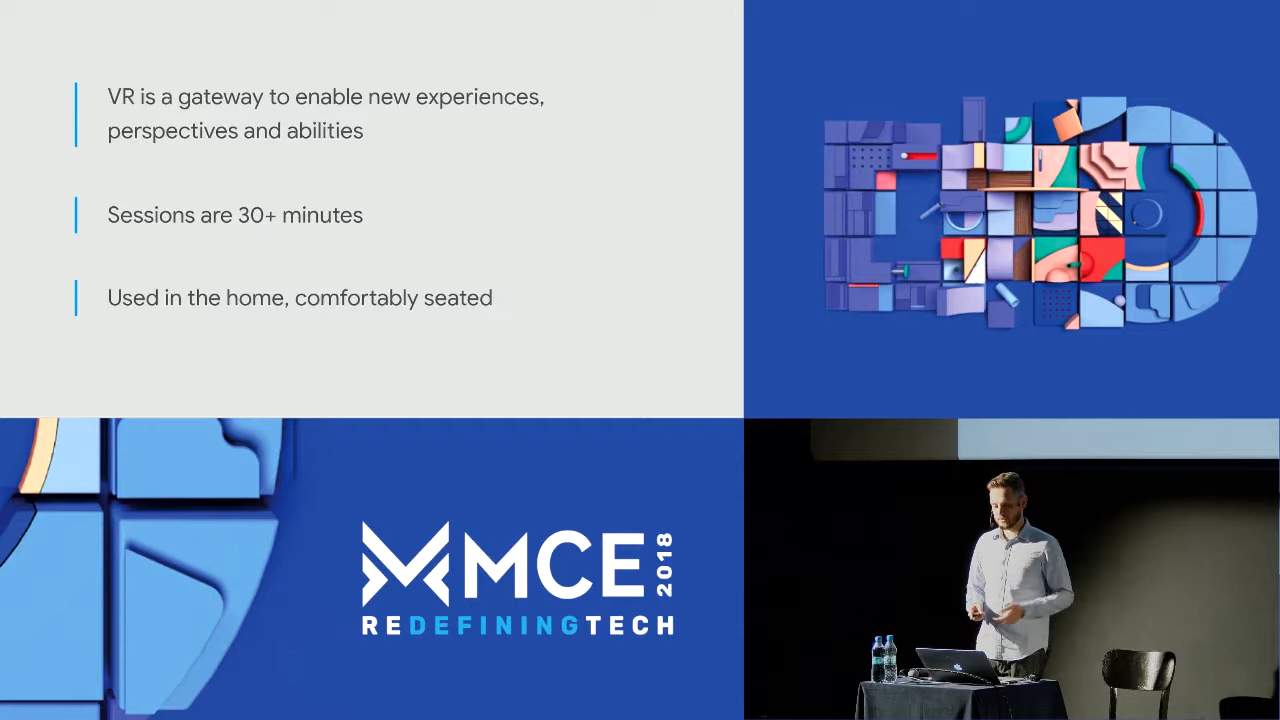 VR is a gateway to enable new experiences,
perspectives and abilities
Sessions are 30+ minutes
Used in the home, comfortably seated
MCE 2018
REDEFININGTECH